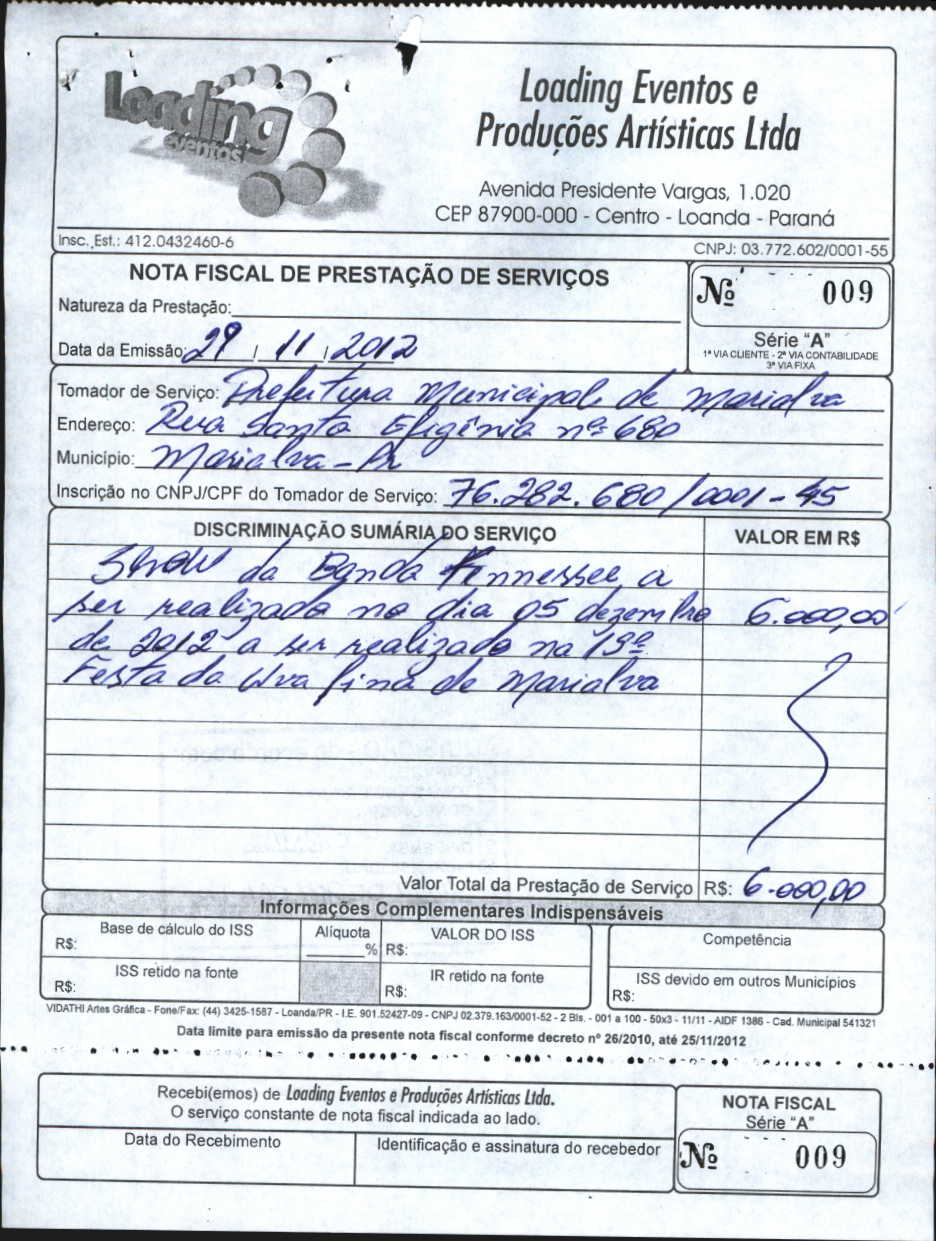 Loading
eventos
Loading Eventos e
Produções Artísticas Ltda
Avenida Presidente Vargas, 1.020
CEP 87900-000 - Centro - Loanda - Paraná
Insc. Est.: 412.0432460-6
CNPJ: 03.772.602/0001-55
NOTA FISCAL DE PRESTAÇÃO DE SERVIÇOS
Nº 009
Natureza da Prestação:
Série "A"
1ª VIA CLIENTE - 2ª VIA CONTABILIDADE
3ª VIA FIXA
Data da Emissão: 29 / 11 / 2012
Tomador de Serviço: Prefeitura Municipal de Marialva
Endereço: Rua Santa Efigênia nº 680
Município: Marialva - Pr
Inscrição no CNPJ/CPF do Tomador de Serviço: 76.282.680/0001-45
DISCRIMINAÇÃO SUMÁRIA DO SERVIÇO VALOR EM R$
Show da Banda Tennessee, a
ser realizado no dia 05 dezembro 6.000,00
de 2012 a ser realizado na 19ª
Festa da Uva fina de Marialva
Valor Total da Prestação de Serviço R$: 6.000,00
Informações Complementares Indispensáveis
Base de cálculo do ISS Alíquota VALOR DO ISS Competência
R$: % R$:
ISS retido na fonte IR retido na fonte ISS devido em outros Municípios
R$: R$: R$:
VIDATHI Artes Gráfica - Fone/Fax: (44) 3425-1587 - Loanda/PR - I.E. 901.52427-09 - CNPJ 02.379.163/0001-52 - 2 Bls. - 001 a 100 - 50x3 - 11/11 - AIDF 1386 - Cad. Municipal 541321
Data limite para emissão da presente nota fiscal conforme decreto nº 26/2010, até 25/11/2012
Recebi(emos) de Loading Eventos e Produções Artísticas Ltda.
O serviço constante de nota fiscal indicada ao lado.
Data do Recebimento Identificação e assinatura do recebedor
NOTA FISCAL
Série "A"
Nº 009